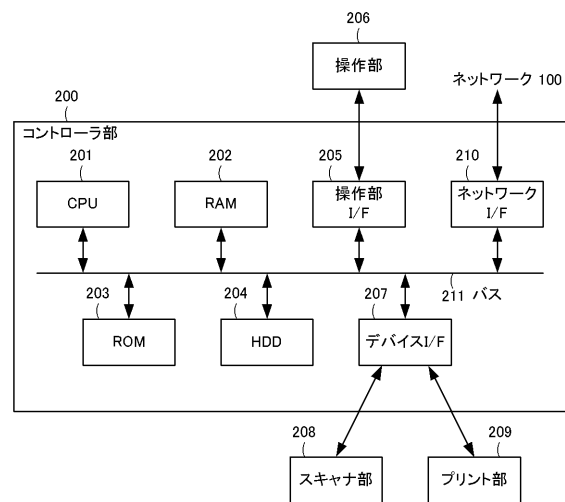 206
操作部
ネットワーク 100
200
コントローラ部
201
CPU
202
RAM
205
操作部
I/F
210
ネットワーク
I/F
211 バス
203
ROM
204
HDD
207
デバイスI/F
208
スキャナ部
209
プリント部